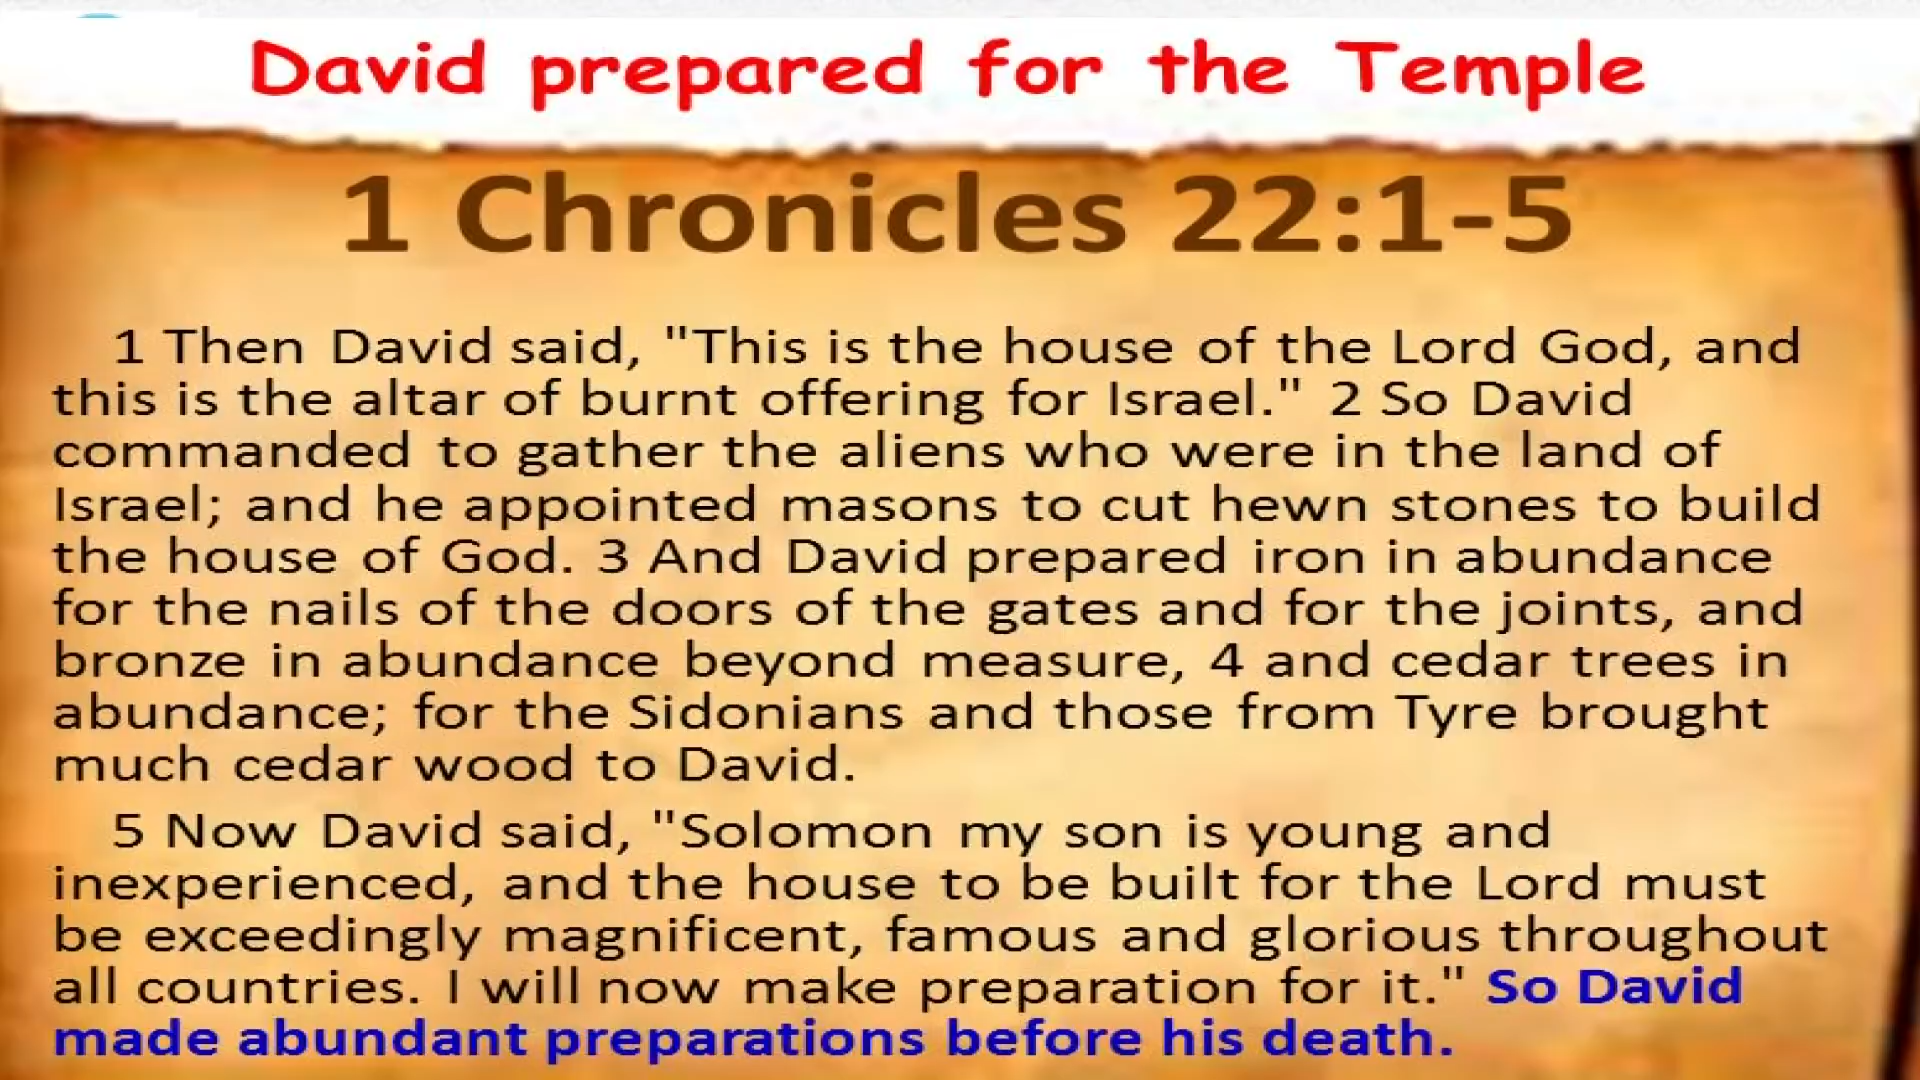 David prepared for the Temple
1 Chronicles 22:1-5
1 Then David said, "This is the house of the Lord God, and
this is the altar of burnt offering for Israel." 2 So David
commanded to gather the aliens who were in the land of
Israel; and he appointed masons to cut hewn stones to build
the house of God. 3 And David prepared iron in abundance
for the nails of the doors of the gates and for the joints, and
bronze in abundance beyond measure, 4 and cedar trees in
abundance; for the Sidonians and those from Tyre brought
much cedar wood to David.
5 Now David said, "Solomon my son is young and
inexperienced, and the house to be built for the Lord must
be exceedingly magnificent, famous and glorious throughout
all countries. I will now make preparation for it." So David
made abundant preparations before his death.